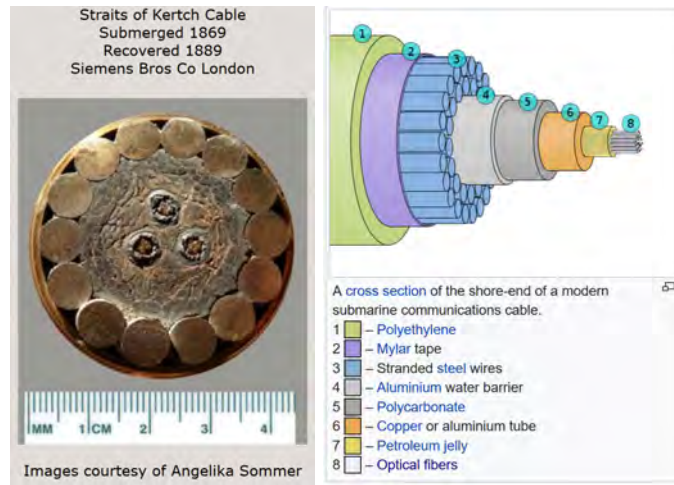 Straits of Kertch Cable
Submerged 1869
Recovered 1889
Siemens Bros Co London
MM 1 CM 2 3 4
Images courtesy of Angelika Sommer
1
2
3
4
5
6
7
8
A cross section of the shore-end of a modern
submarine communications cable.
1 – Polyethylene
2 – Mylar tape
3 – Stranded steel wires
4 – Aluminium water barrier
5 – Polycarbonate
6 – Copper or aluminium tube
7 – Petroleum jelly
8 – Optical fibers